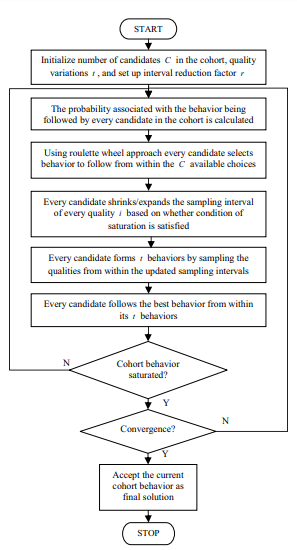 START
Initialize number of candidates C in the cohort, quality
variations t , and set up interval reduction factor r
The probability associated with the behavior being
followed by every candidate in the cohort is calculated
Using roulette wheel approach every candidate selects
behavior to follow from within the C available choices
Every candidate shrinks/expands the sampling interval
of every quality i based on whether condition of
saturation is satisfied
Every candidate forms t behaviors by sampling the
qualities from within the updated sampling intervals
Every candidate follows the best behavior from within
its t behaviors
N
Cohort behavior
saturated?
Y
N
Convergence?
Y
Accept the current
cohort behavior as
final solution
STOP